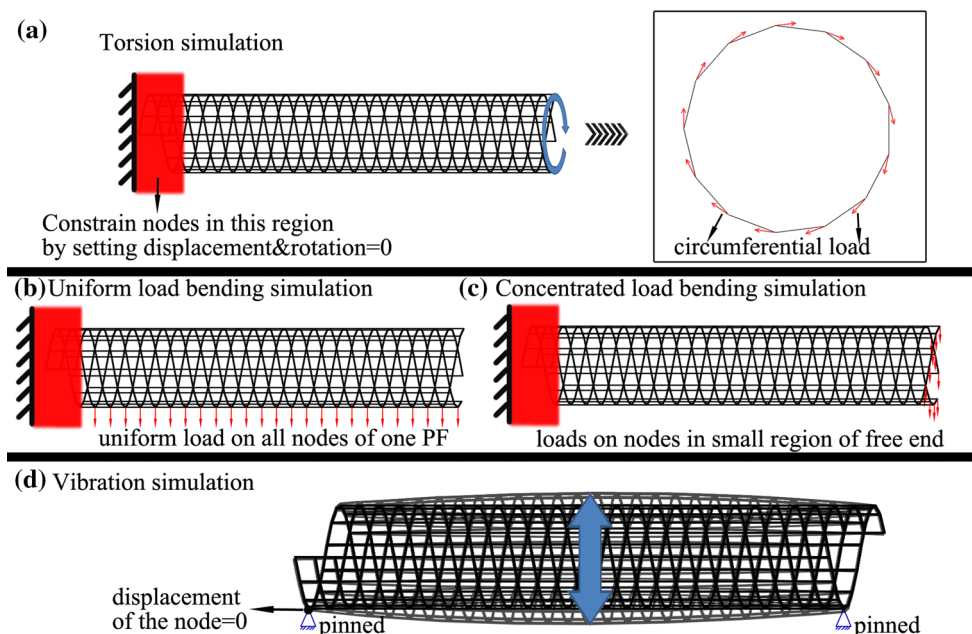 (a)
Torsion simulation
Constrain nodes in this region
by setting displacement&rotation=0
circumferential load
(b) Uniform load bending simulation
uniform load on all nodes of one PF
(c) Concentrated load bending simulation
loads on nodes in small region of free end
(d) Vibration simulation
displacement
of the node=0
pinned
pinned